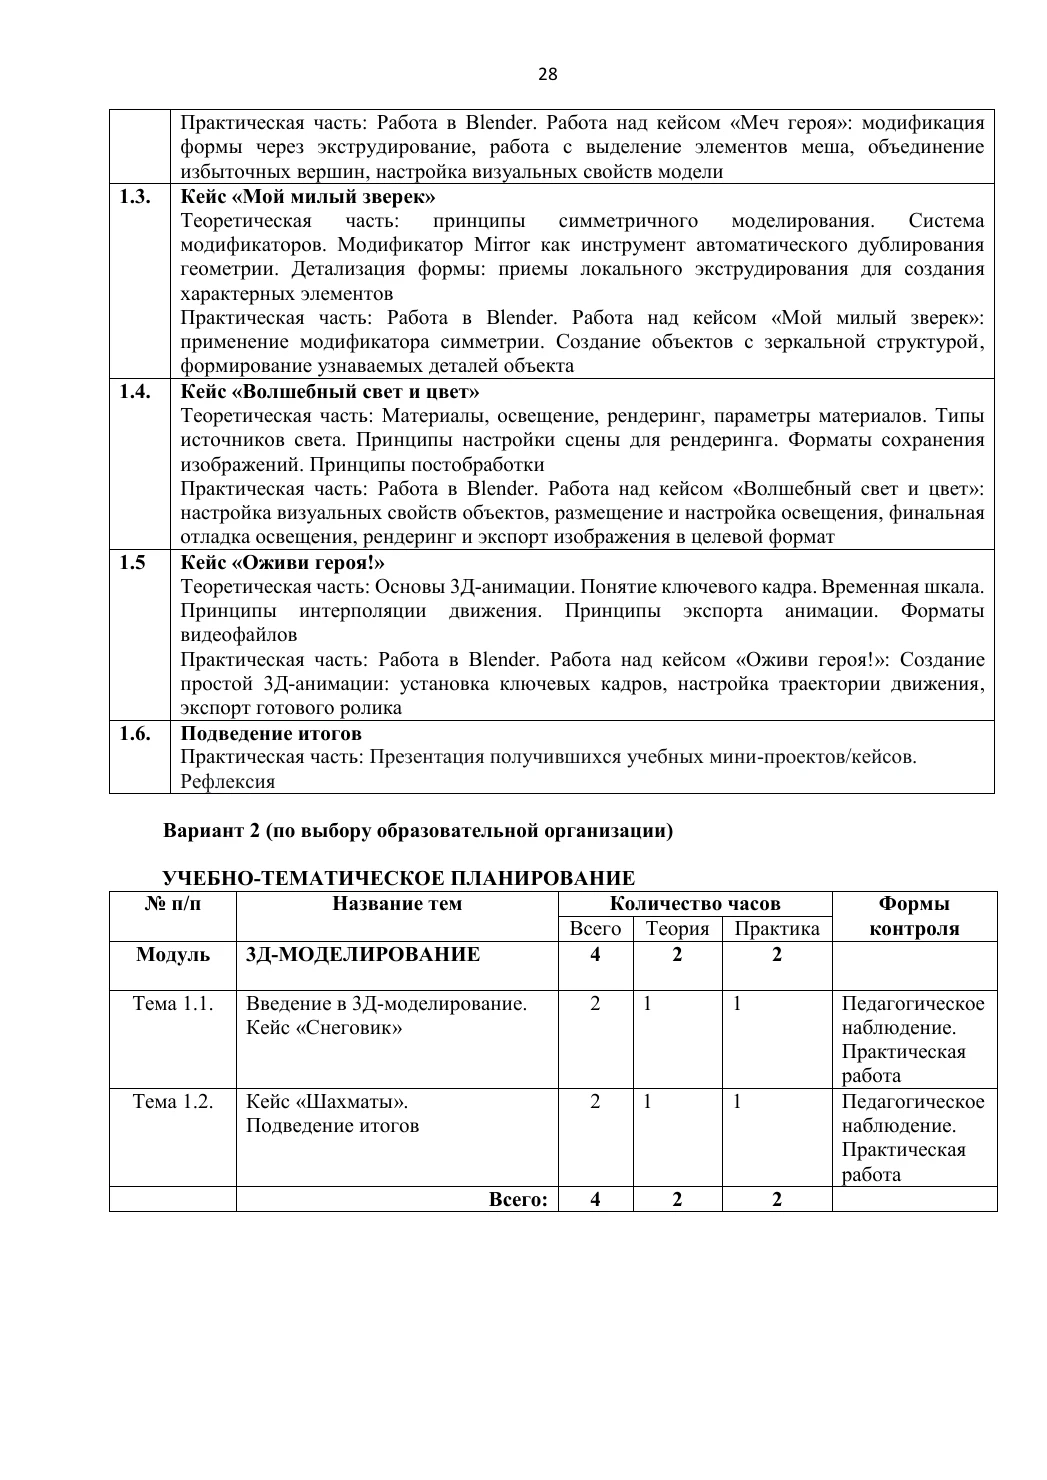 28
Практическая часть: Работа в Blender. Работа над кейсом «Меч героя»: модификация
формы через экструдирование, работа с выделение элементов меша, объединение
избыточных вершин, настройка визуальных свойств модели
1.3. Кейс «Мой милый зверек»
Теоретическая часть: принципы симметричного моделирования. Система
модификаторов. Модификатор Mirror как инструмент автоматического дублирования
геометрии. Детализация формы: приемы локального экструдирования для создания
характерных элементов
Практическая часть: Работа в Blender. Работа над кейсом «Мой милый зверек»:
применение модификатора симметрии. Создание объектов с зеркальной структурой,
формирование узнаваемых деталей объекта
1.4. Кейс «Волшебный свет и цвет»
Теоретическая часть: Материалы, освещение, рендеринг, параметры материалов. Типы
источников света. Принципы настройки сцены для рендеринга. Форматы сохранения
изображений. Принципы постобработки
Практическая часть: Работа в Blender. Работа над кейсом «Волшебный свет и цвет»:
настройка визуальных свойств объектов, размещение и настройка освещения, финальная
отладка освещения, рендеринг и экспорт изображения в целевой формат
1.5 Кейс «Оживи героя!»
Теоретическая часть: Основы 3Д-анимации. Понятие ключевого кадра. Временная шкала.
Принципы интерполяции движения. Принципы экспорта анимации. Форматы
видеофайлов
Практическая часть: Работа в Blender. Работа над кейсом «Оживи героя!»: Создание
простой 3Д-анимации: установка ключевых кадров, настройка траектории движения,
экспорт готового ролика
1.6. Подведение итогов
Практическая часть: Презентация получившихся учебных мини-проектов/кейсов.
Рефлексия
Вариант 2 (по выбору образовательной организации)
УЧЕБНО-ТЕМАТИЧЕСКОЕ ПЛАНИРОВАНИЕ
№ п/п Название тем Количество часов Формы
Всего Теория Практика контроля
Модуль 3Д-МОДЕЛИРОВАНИЕ 4 2 2
Тема 1.1. Введение в 3Д-моделирование. 2 1 1 Педагогическое
Кейс «Снеговик» наблюдение.
Практическая
работа
Тема 1.2. Кейс «Шахматы». 2 1 1 Педагогическое
Подведение итогов наблюдение.
Практическая
работа
Всего: 4 2 2